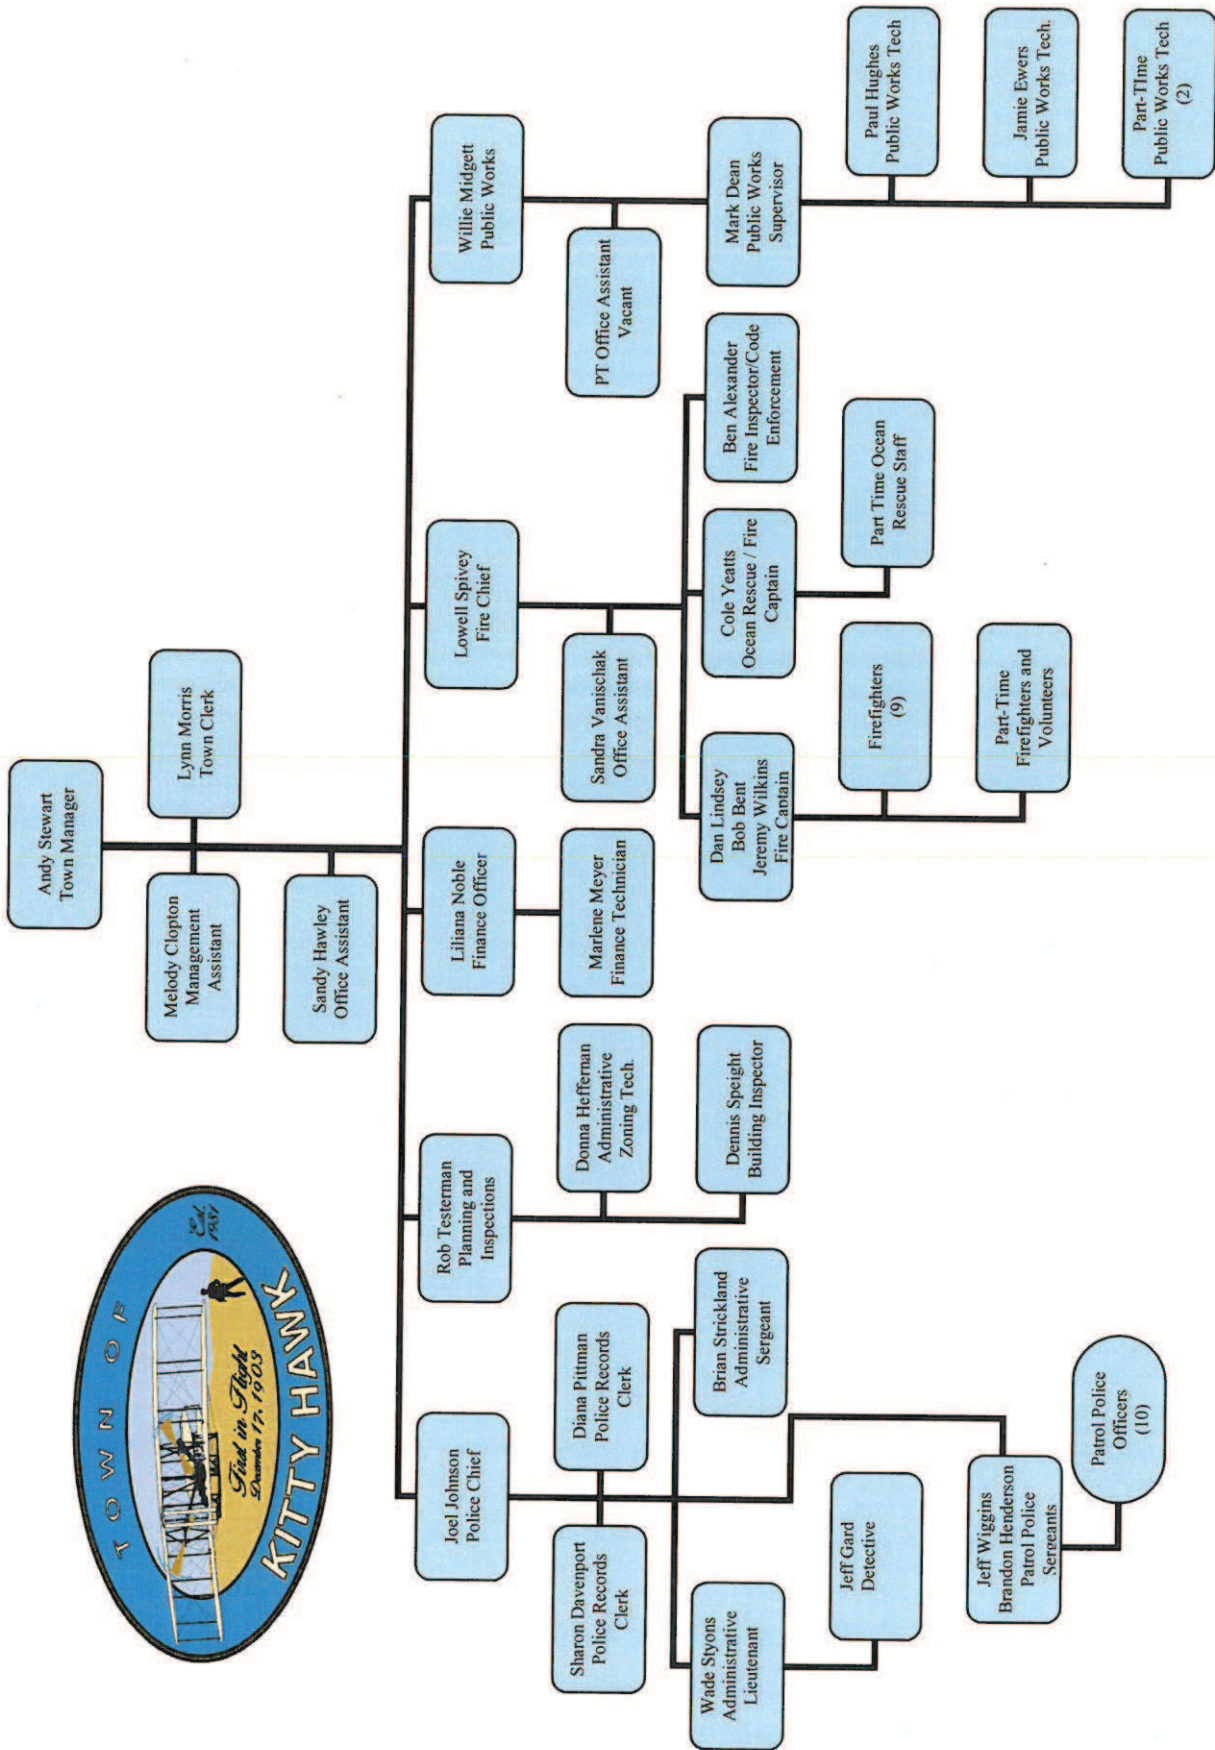 TOWN OF
KITTY HAWK
First in Flight
December 17, 1903
Est.
1981
Andy Stewart
Town Manager
Melody Clopton
Management
Assistant
Lynn Morris
Town Clerk
Sandy Hawley
Office Assistant
Joel Johnson
Police Chief
Rob Testerman
Planning and
Inspections
Liliana Noble
Finance Officer
Lowell Spivey
Fire Chief
Willie Midgett
Public Works
Sharon Davenport
Police Records
Clerk
Diana Pittman
Police Records
Clerk
Donna Heffernan
Administrative
Zoning Tech.
Marlene Meyer
Finance Technician
Sandra Vanischak
Office Assistant
PT Office Assistant
Vacant
Wade Styons
Administrative
Lieutenant
Brian Strickland
Administrative
Sergeant
Dennis Speight
Building Inspector
Dan Lindsey
Bob Bent
Jeremy Wilkins
Fire Captain
Cole Yeatts
Ocean Rescue / Fire
Captain
Ben Alexander
Fire Inspector/Code
Enforcement
Mark Dean
Public Works
Supervisor
Jeff Gard
Detective
Firefighters
(9)
Part Time Ocean
Rescue Staff
Paul Hughes
Public Works Tech
Jeff Wiggins
Brandon Henderson
Patrol Police
Sergeants
Part-Time
Firefighters and
Volunteers
Jamie Ewers
Public Works Tech.
Patrol Police
Officers
(10)
Part-TIme
Public Works Tech
(2)